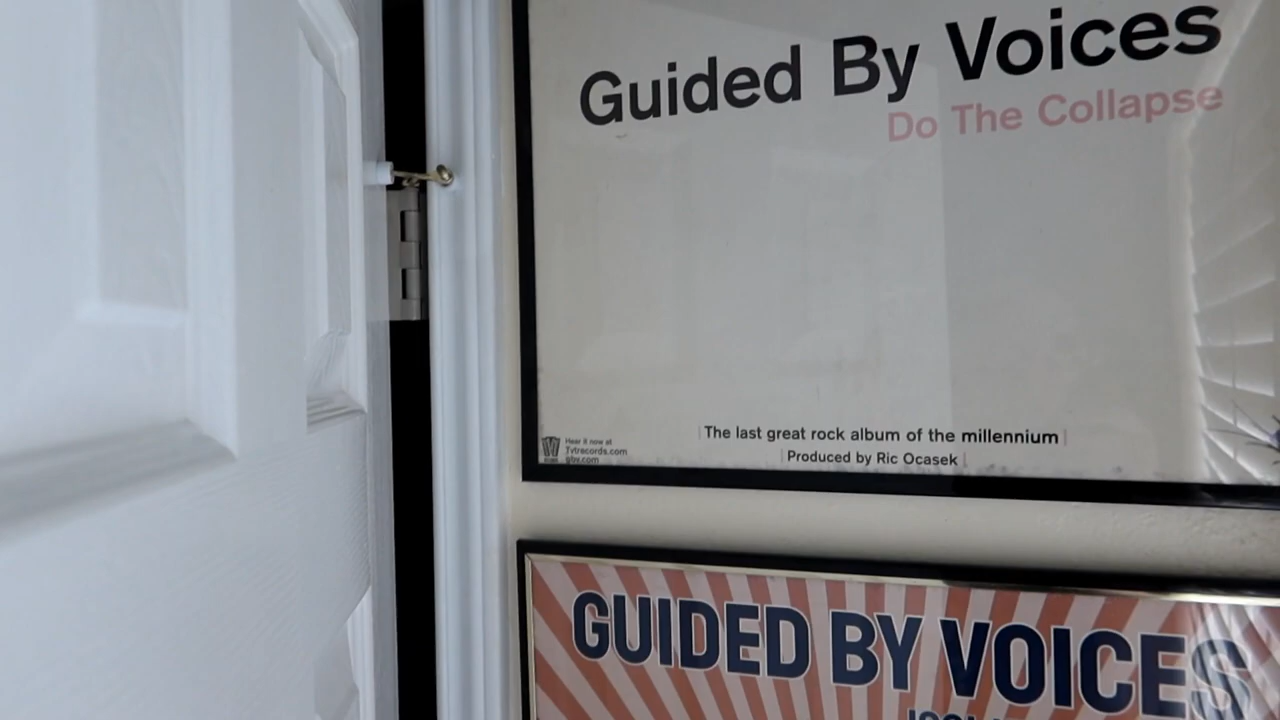 Guided By Voices
Do The Collapse
The last great rock album of the millennium
Produced by Ric Ocasek
Hear it now at
Tvtrecords.com
gbv.com
GUIDED BY VOICES